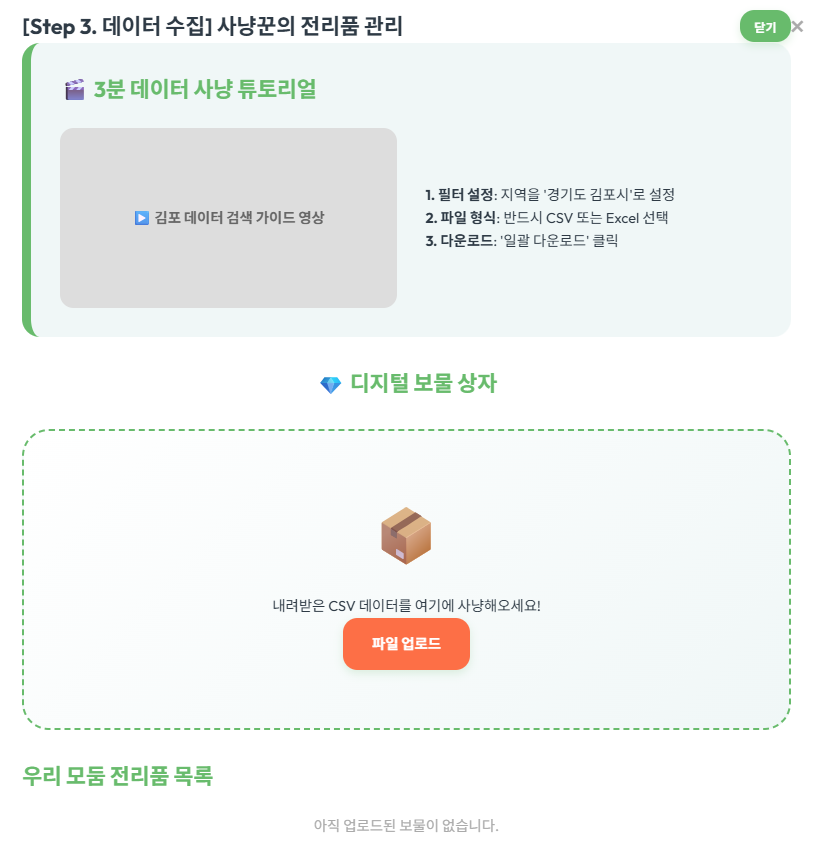 [Step 3. 데이터 수집] 사냥꾼의 전리품 관리
닫기 ×
🎬 3분 데이터 사냥 튜토리얼
▶️ 김포 데이터 검색 가이드 영상
1. 필터 설정: 지역을 '경기도 김포시'로 설정
2. 파일 형식: 반드시 CSV 또는 Excel 선택
3. 다운로드: '일괄 다운로드' 클릭
💎 디지털 보물 상자
내려받은 CSV 데이터를 여기에 사냥해오세요!
파일 업로드
우리 모둠 전리품 목록
아직 업로드된 보물이 없습니다.